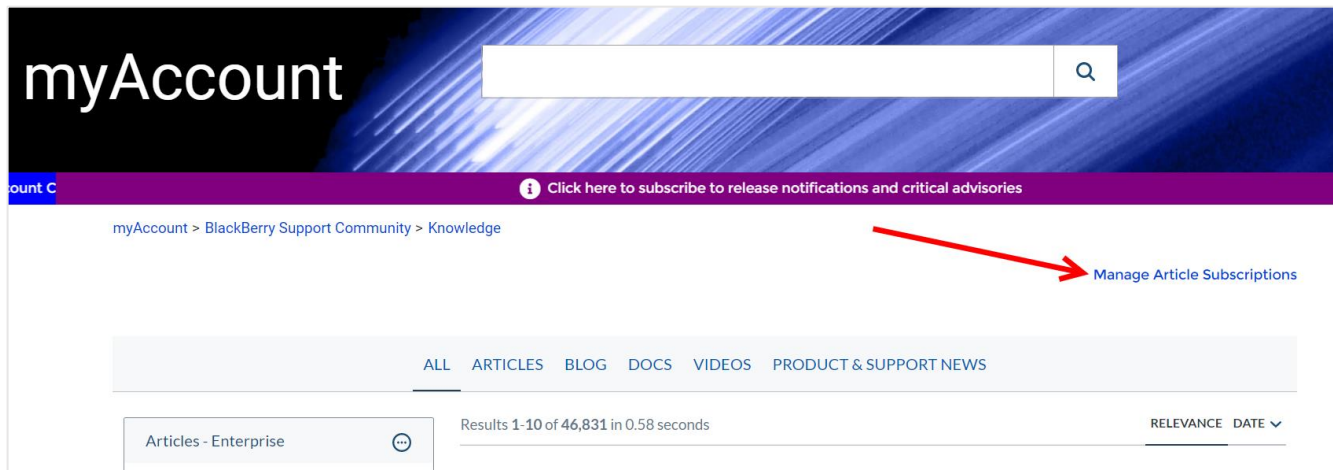 myAccount
ount C
Click here to subscribe to release notifications and critical advisories
myAccount > BlackBerry Support Community > Knowledge
Manage Article Subscriptions
ALL ARTICLES BLOG DOCS VIDEOS PRODUCT & SUPPORT NEWS
Articles - Enterprise
Results 1-10 of 46,831 in 0.58 seconds
RELEVANCE DATE